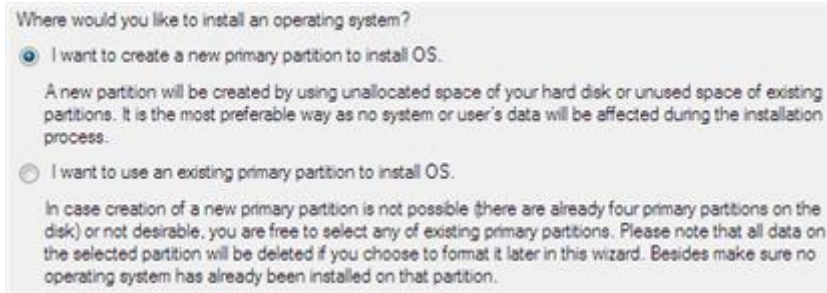 Where would you like to install an operating system?
I want to create a new primary partition to install OS.
A new partition will be created by using unallocated space of your hard disk or unused space of existing
partitions. It is the most preferable way as no system or user's data will be affected during the installation
process.
I want to use an existing primary partition to install OS.
In case creation of a new primary partition is not possible (there are already four primary partitions on the
disk) or not desirable, you are free to select any of existing primary partitions. Please note that all data on
the selected partition will be deleted if you choose to format it later in this wizard. Besides make sure no
operating system has already been installed on that partition.